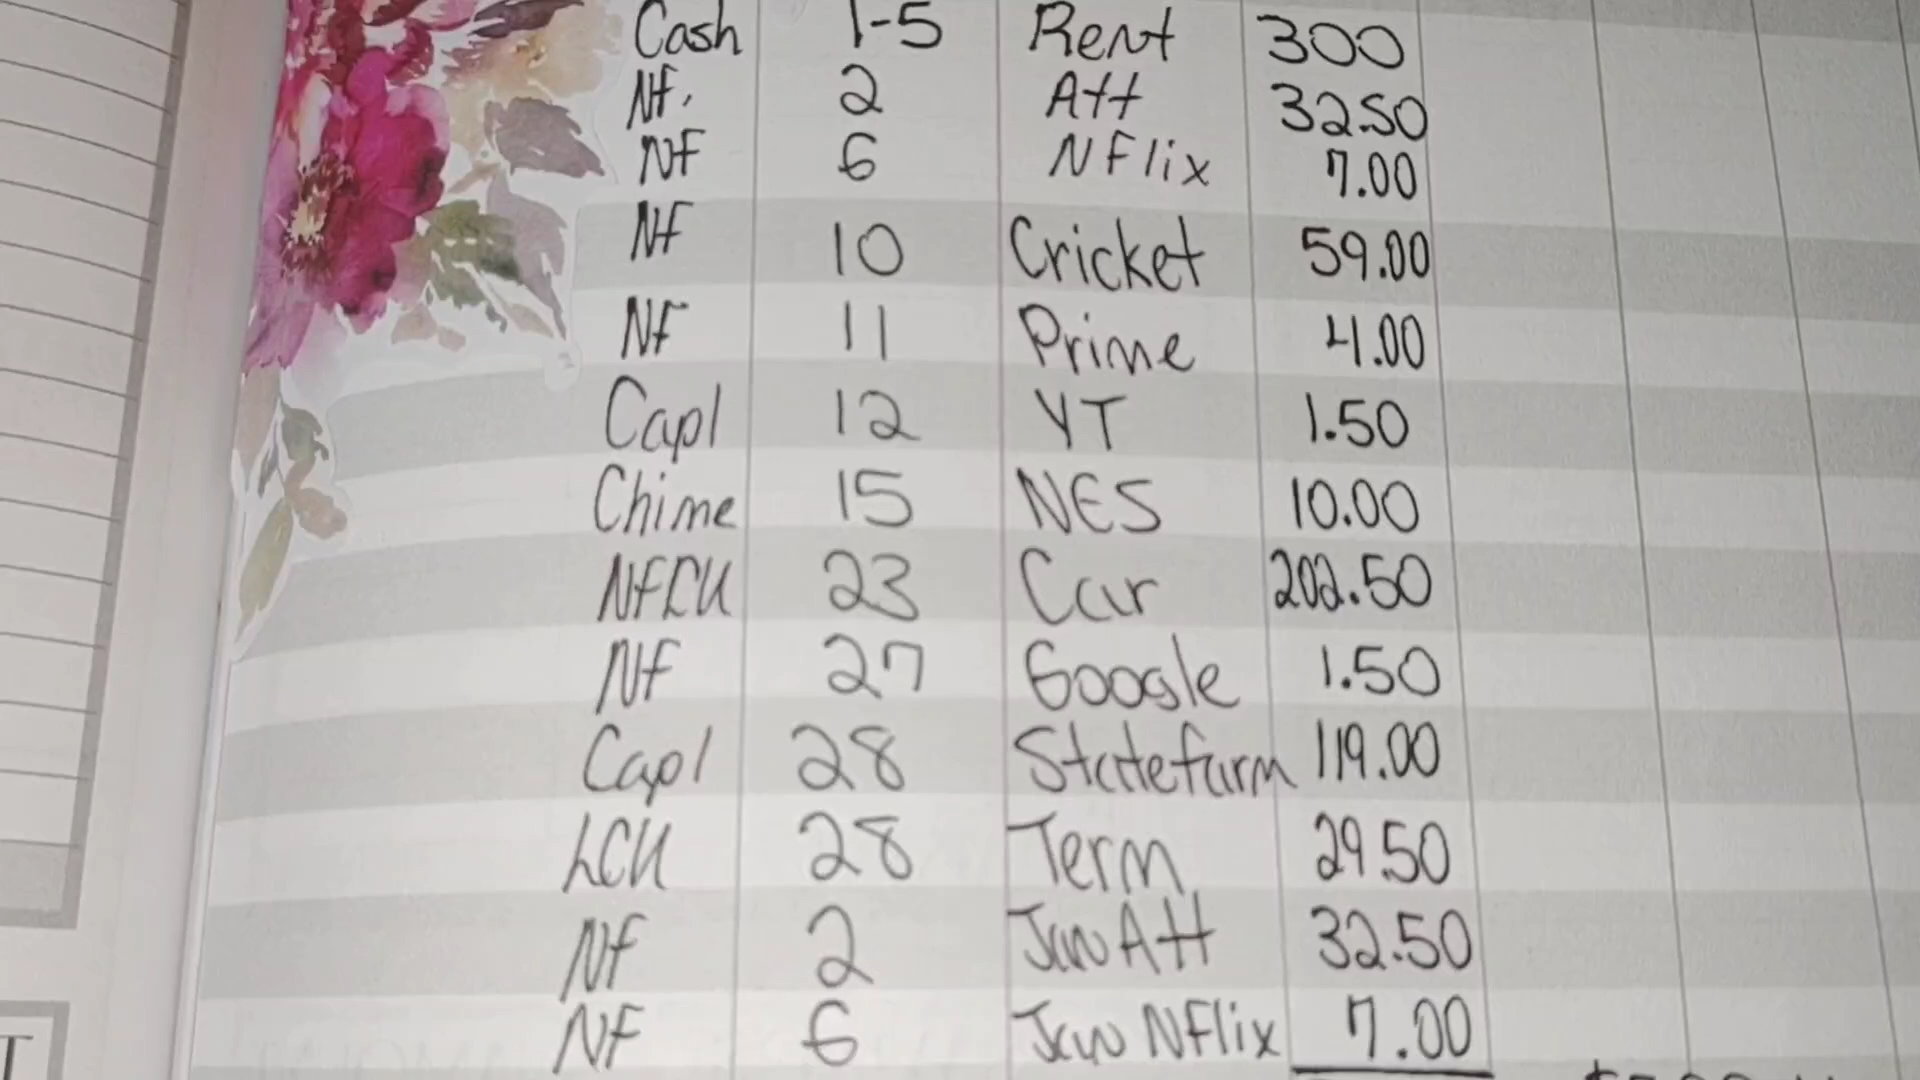 Cash 1-5 Rent 300
Nf. 2 Att 32.50
NF 6 NFlix 7.00
NF 10 Cricket 59.00
NF 11 Prime 4.00
Cap1 12 YT 1.50
Chime 15 NES 10.00
NFCU 23 Car 202.50
NF 27 Google 1.50
Cap1 28 Statefarm 119.00
LCU 28 Term 29.50
Nf 2 Jan Att 32.50
NF 6 Jan NFlix 7.00